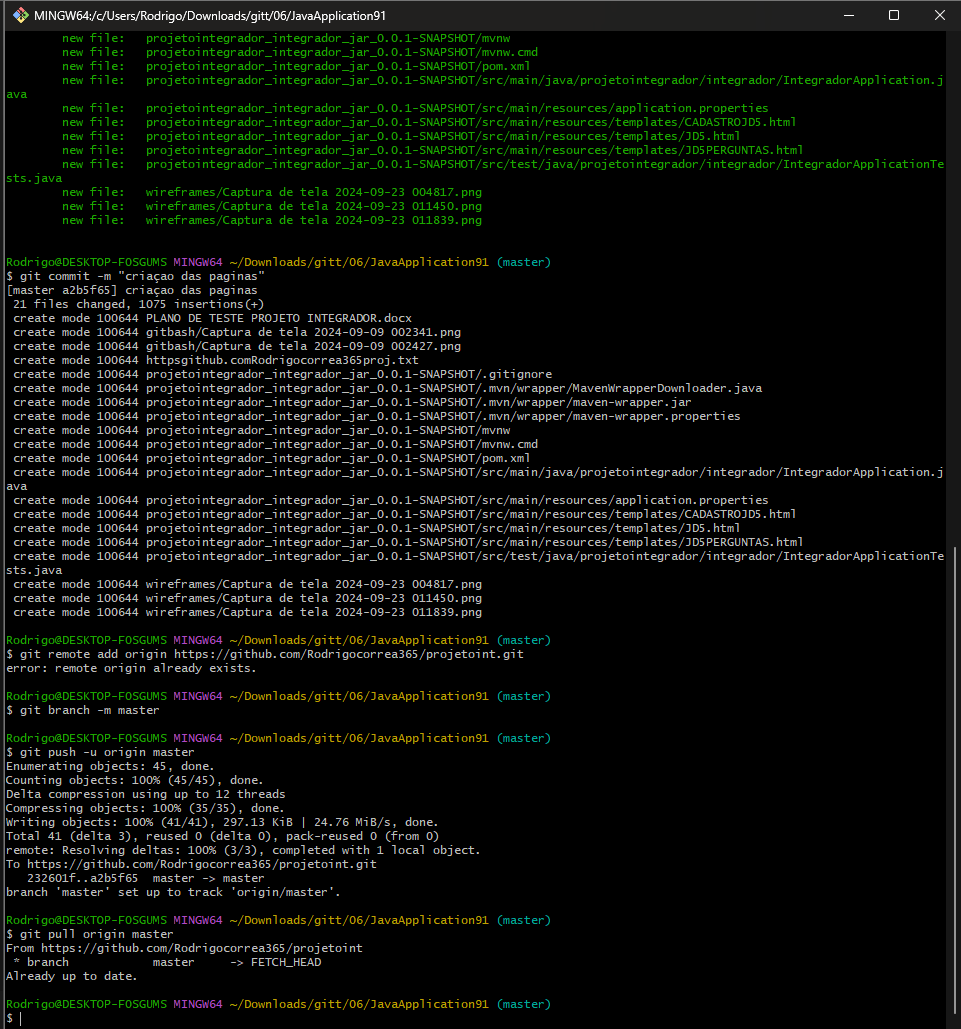 MINGW64:/c/Users/Rodrigo/Downloads/gitt/06/JavaApplication91
        new file:   projetointegrador_integrador_jar_0.0.1-SNAPSHOT/mvnw
        new file:   projetointegrador_integrador_jar_0.0.1-SNAPSHOT/mvnw.cmd
        new file:   projetointegrador_integrador_jar_0.0.1-SNAPSHOT/pom.xml
        new file:   projetointegrador_integrador_jar_0.0.1-SNAPSHOT/src/main/java/projetointegrador/integrador/IntegradorApplication.j
ava
        new file:   projetointegrador_integrador_jar_0.0.1-SNAPSHOT/src/main/resources/application.properties
        new file:   projetointegrador_integrador_jar_0.0.1-SNAPSHOT/src/main/resources/templates/CADASTROJD5.html
        new file:   projetointegrador_integrador_jar_0.0.1-SNAPSHOT/src/main/resources/templates/JD5.html
        new file:   projetointegrador_integrador_jar_0.0.1-SNAPSHOT/src/main/resources/templates/JD5PERGUNTAS.html
        new file:   projetointegrador_integrador_jar_0.0.1-SNAPSHOT/src/test/java/projetointegrador/integrador/IntegradorApplicationTe
sts.java
        new file:   wireframes/Captura de tela 2024-09-23 004817.png
        new file:   wireframes/Captura de tela 2024-09-23 011450.png
        new file:   wireframes/Captura de tela 2024-09-23 011839.png
Rodrigo@DESKTOP-FOSGUMS MINGW64 ~/Downloads/gitt/06/JavaApplication91 (master)
$ git commit -m "criaçao das paginas"
[master a2b5f65] criaçao das paginas
 21 files changed, 1075 insertions(+)
 create mode 100644 PLANO DE TESTE PROJETO INTEGRADOR.docx
 create mode 100644 gitbash/Captura de tela 2024-09-09 002341.png
 create mode 100644 gitbash/Captura de tela 2024-09-09 002427.png
 create mode 100644 httpsgithub.comRodrigocorrea365proj.txt
 create mode 100644 projetointegrador_integrador_jar_0.0.1-SNAPSHOT/.gitignore
 create mode 100644 projetointegrador_integrador_jar_0.0.1-SNAPSHOT/.mvn/wrapper/MavenWrapperDownloader.java
 create mode 100644 projetointegrador_integrador_jar_0.0.1-SNAPSHOT/.mvn/wrapper/maven-wrapper.jar
 create mode 100644 projetointegrador_integrador_jar_0.0.1-SNAPSHOT/.mvn/wrapper/maven-wrapper.properties
 create mode 100644 projetointegrador_integrador_jar_0.0.1-SNAPSHOT/mvnw
 create mode 100644 projetointegrador_integrador_jar_0.0.1-SNAPSHOT/mvnw.cmd
 create mode 100644 projetointegrador_integrador_jar_0.0.1-SNAPSHOT/pom.xml
 create mode 100644 projetointegrador_integrador_jar_0.0.1-SNAPSHOT/src/main/java/projetointegrador/integrador/IntegradorApplication.j
ava
 create mode 100644 projetointegrador_integrador_jar_0.0.1-SNAPSHOT/src/main/resources/application.properties
 create mode 100644 projetointegrador_integrador_jar_0.0.1-SNAPSHOT/src/main/resources/templates/CADASTROJD5.html
 create mode 100644 projetointegrador_integrador_jar_0.0.1-SNAPSHOT/src/main/resources/templates/JD5.html
 create mode 100644 projetointegrador_integrador_jar_0.0.1-SNAPSHOT/src/main/resources/templates/JD5PERGUNTAS.html
 create mode 100644 projetointegrador_integrador_jar_0.0.1-SNAPSHOT/src/test/java/projetointegrador/integrador/IntegradorApplicationTe
sts.java
 create mode 100644 wireframes/Captura de tela 2024-09-23 004817.png
 create mode 100644 wireframes/Captura de tela 2024-09-23 011450.png
 create mode 100644 wireframes/Captura de tela 2024-09-23 011839.png
Rodrigo@DESKTOP-FOSGUMS MINGW64 ~/Downloads/gitt/06/JavaApplication91 (master)
$ git remote add origin https://github.com/Rodrigocorrea365/projetoint.git
error: remote origin already exists.
Rodrigo@DESKTOP-FOSGUMS MINGW64 ~/Downloads/gitt/06/JavaApplication91 (master)
$ git branch -m master
Rodrigo@DESKTOP-FOSGUMS MINGW64 ~/Downloads/gitt/06/JavaApplication91 (master)
$ git push -u origin master
Enumerating objects: 45, done.
Counting objects: 100% (45/45), done.
Delta compression using up to 12 threads
Compressing objects: 100% (35/35), done.
Writing objects: 100% (41/41), 297.13 KiB | 24.76 MiB/s, done.
Total 41 (delta 3), reused 0 (delta 0), pack-reused 0 (from 0)
remote: Resolving deltas: 100% (3/3), completed with 1 local object.
To https://github.com/Rodrigocorrea365/projetoint.git
   232601f..a2b5f65  master -> master
branch 'master' set up to track 'origin/master'.
Rodrigo@DESKTOP-FOSGUMS MINGW64 ~/Downloads/gitt/06/JavaApplication91 (master)
$ git pull origin master
From https://github.com/Rodrigocorrea365/projetoint
 * branch            master     -> FETCH_HEAD
Already up to date.
Rodrigo@DESKTOP-FOSGUMS MINGW64 ~/Downloads/gitt/06/JavaApplication91 (master)
$